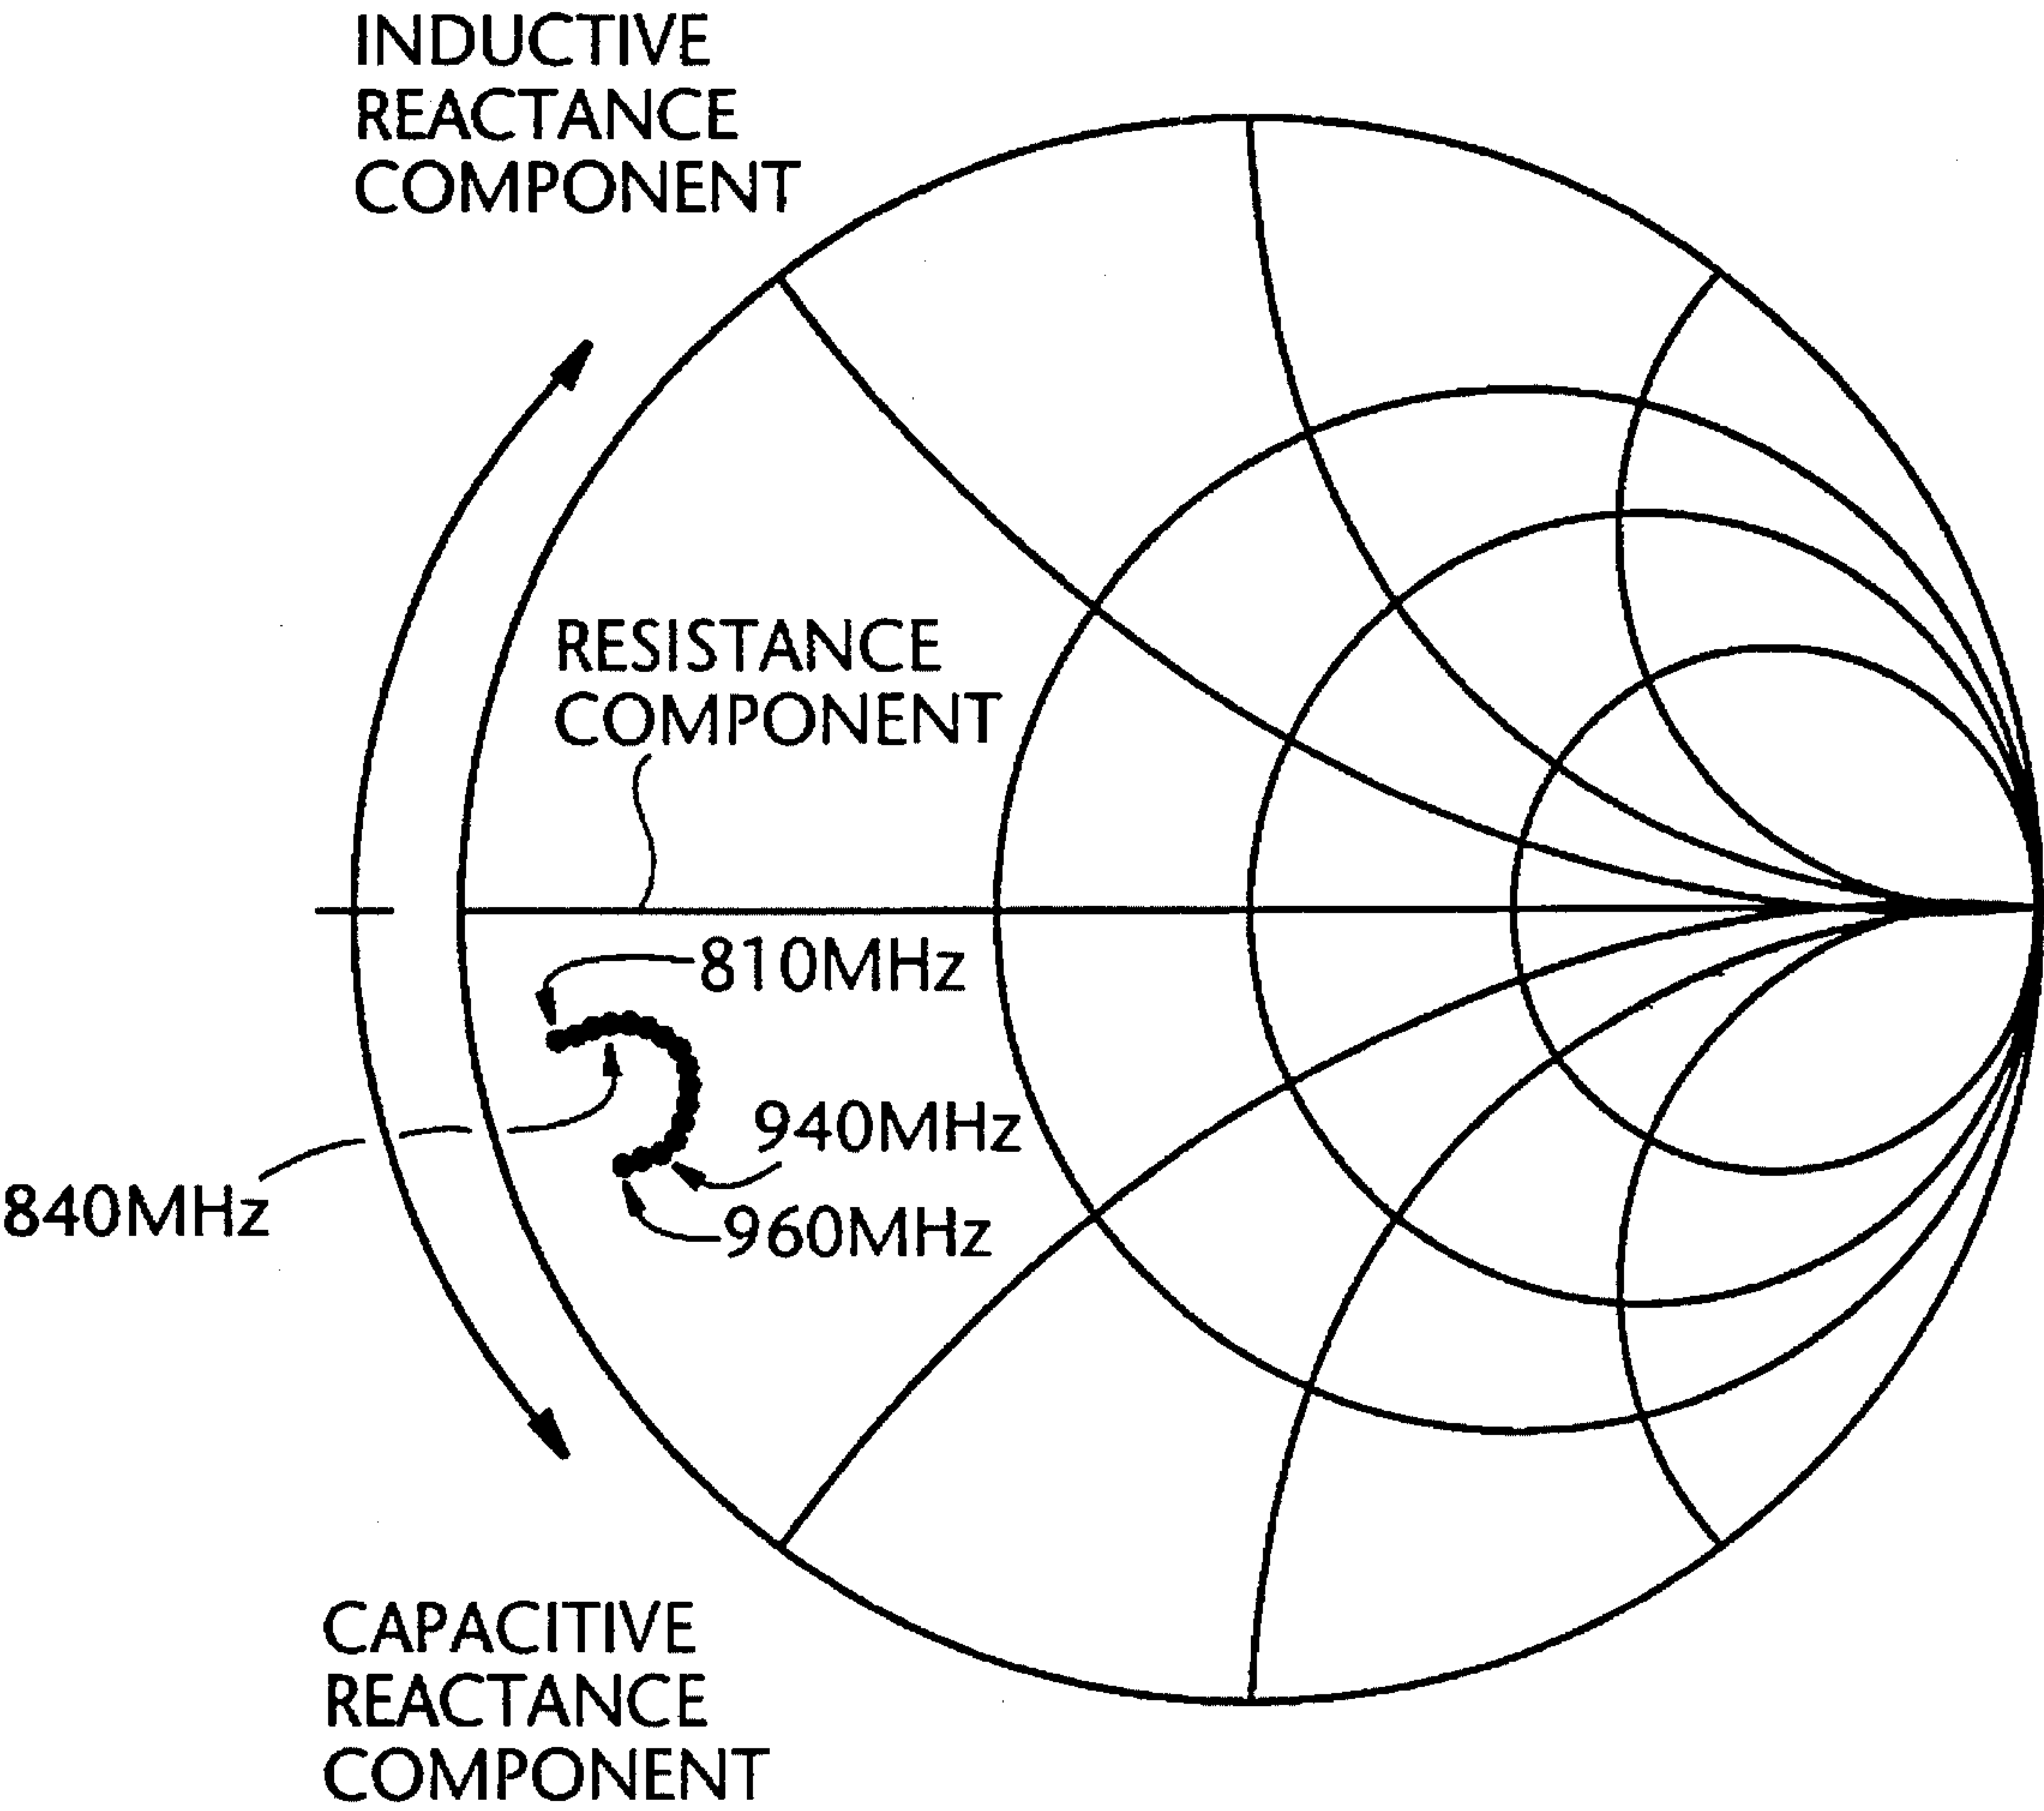 INDUCTIVE
REACTANCE
COMPONENT
RESISTANCE
COMPONENT
810MHz
940MHz
840MHz
960MHz
CAPACITIVE
REACTANCE
COMPONENT